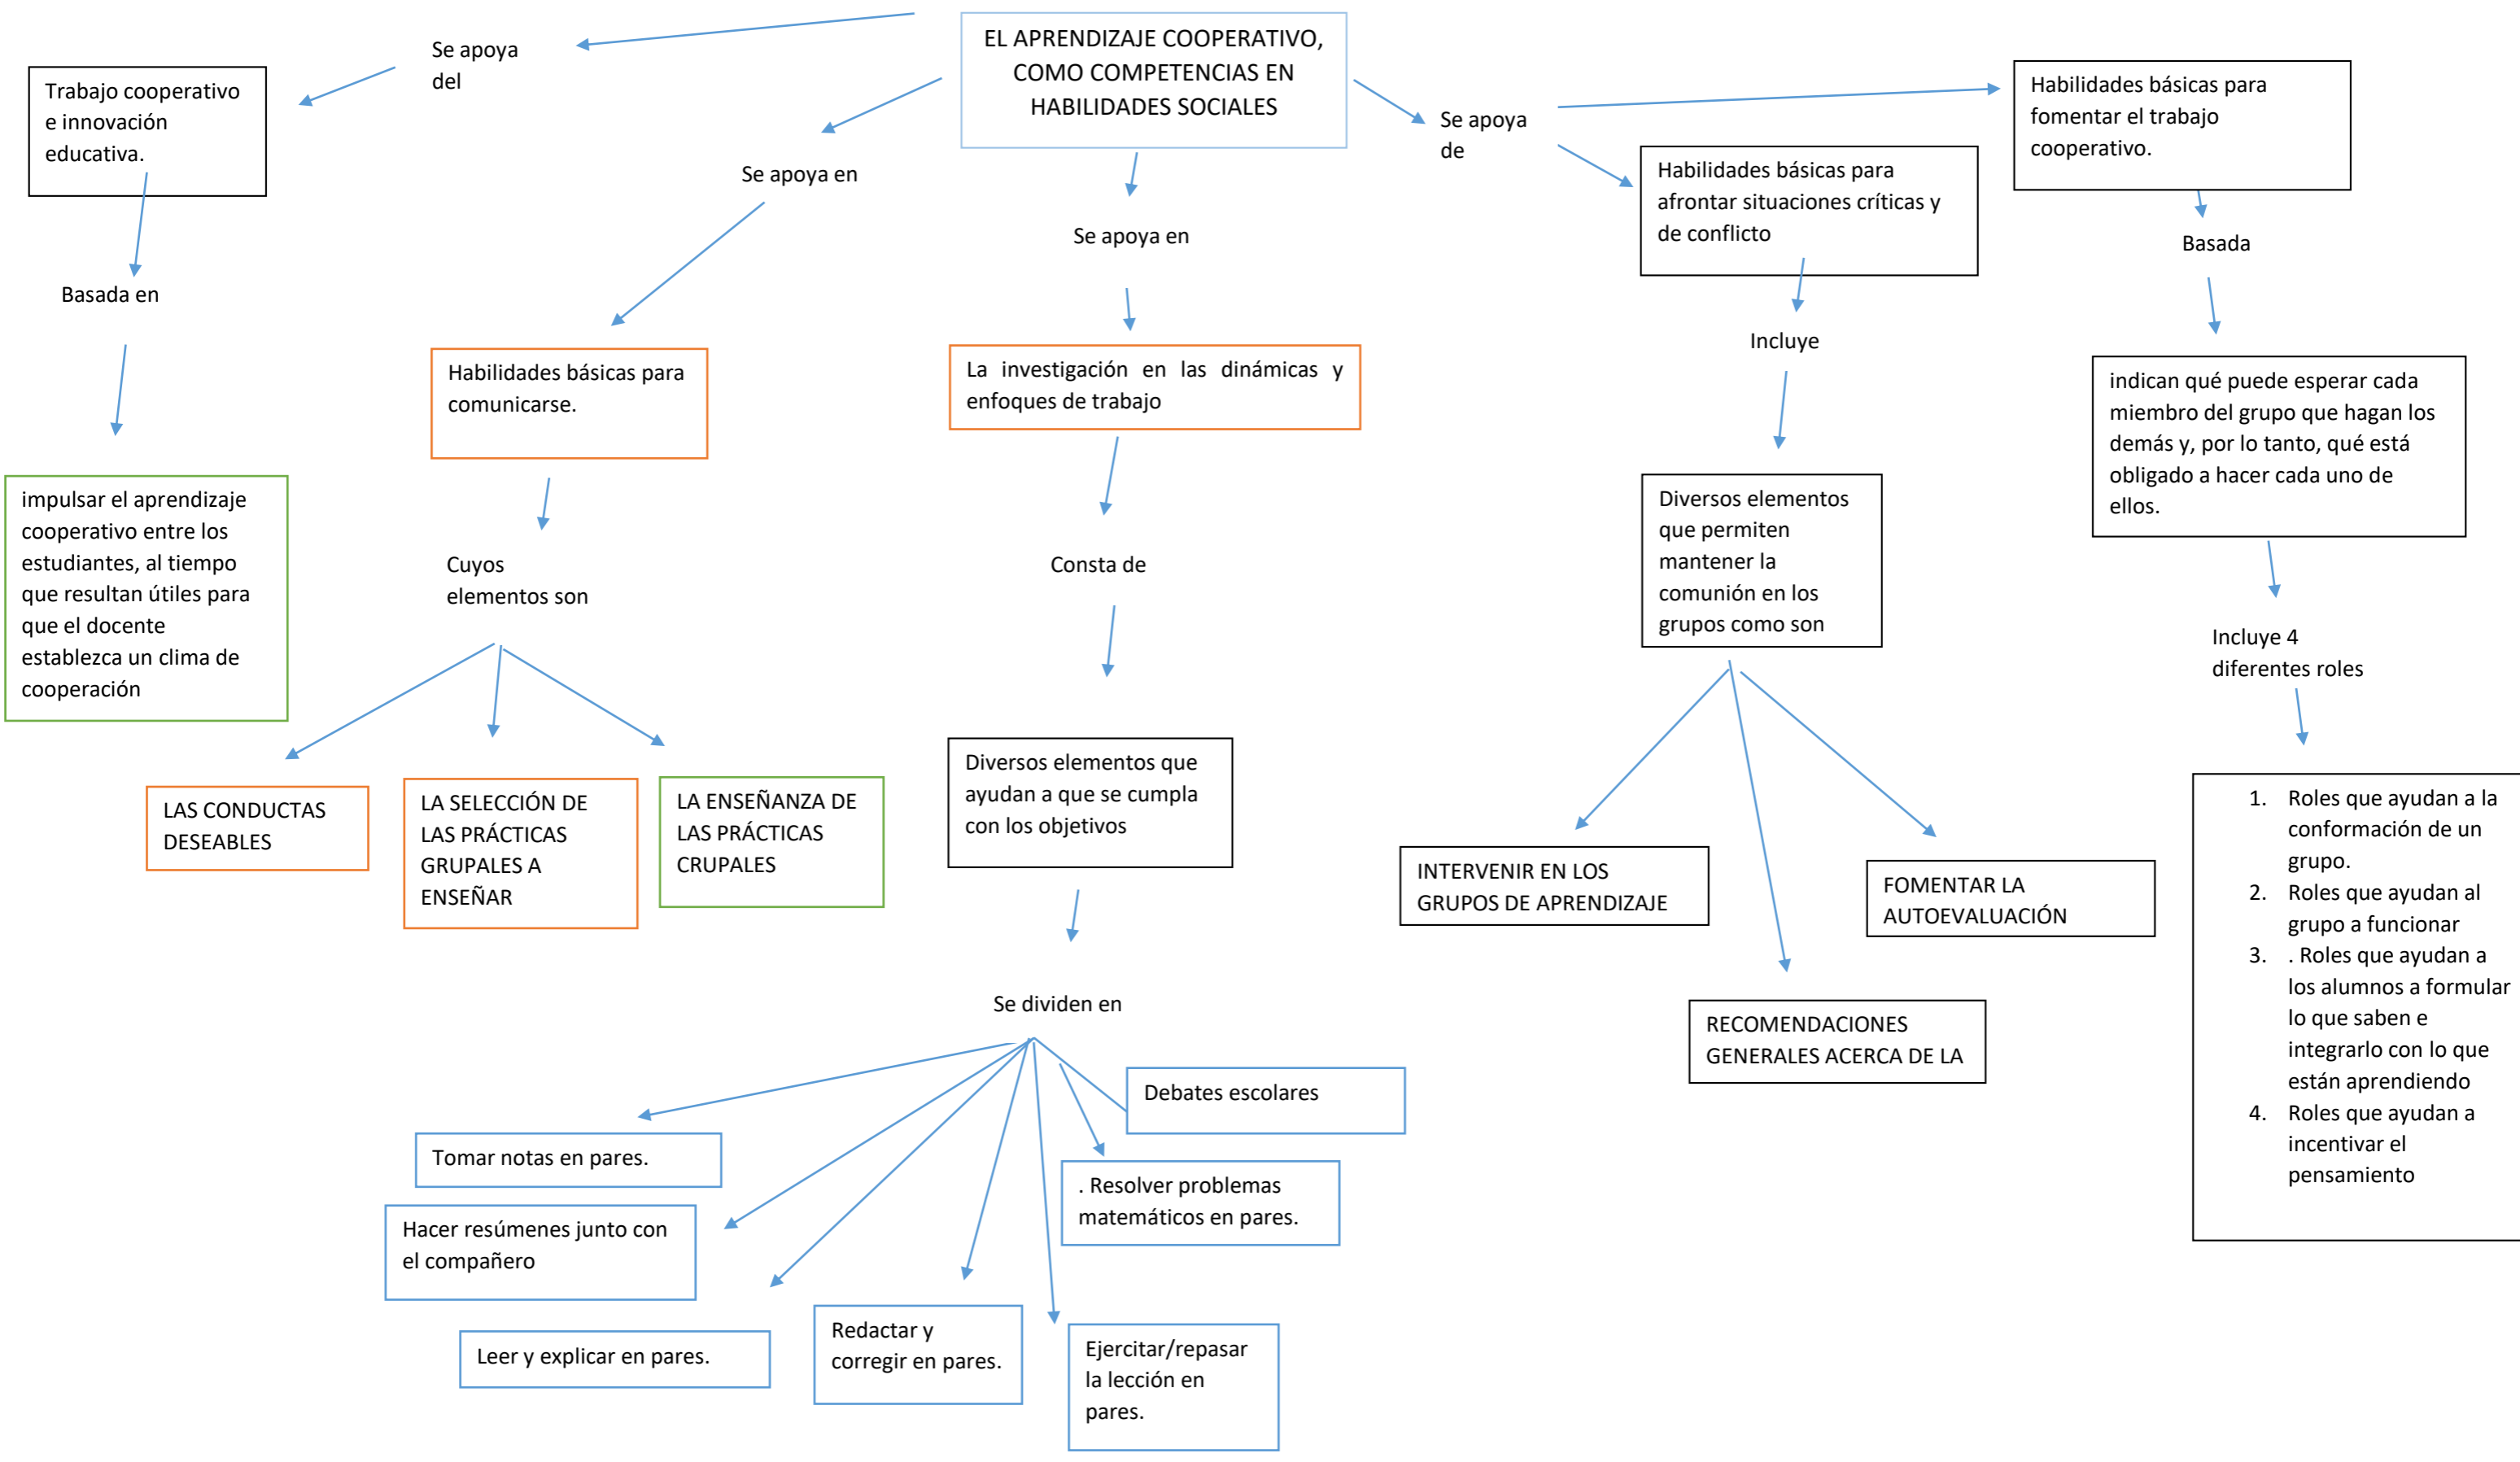 EL APRENDIZAJE COOPERATIVO,
COMO COMPETENCIAS EN
HABILIDADES SOCIALES
Se apoya
del
Trabajo cooperativo
e innovación
educativa.
Basada en
impulsar el aprendizaje
cooperativo entre los
estudiantes, al tiempo
que resultan útiles para
que el docente
establezca un clima de
cooperación
Se apoya en
Habilidades básicas para
comunicarse.
Cuyos
elementos son
LAS CONDUCTAS
DESEABLES
LA SELECCIÓN DE
LAS PRÁCTICAS
GRUPALES A
ENSEÑAR
LA ENSEÑANZA DE
LAS PRÁCTICAS
CRUPALES
Se apoya en
La investigación en las dinámicas y
enfoques de trabajo
Consta de
Diversos elementos que
ayudan a que se cumpla
con los objetivos
Se dividen en
Tomar notas en pares.
Hacer resúmenes junto con
el compañero
Leer y explicar en pares.
Redactar y
corregir en pares.
Ejercitar/repasar
la lección en
pares.
. Resolver problemas
matemáticos en pares.
Debates escolares
Se apoya
de
Habilidades básicas para
afrontar situaciones críticas y
de conflicto
Incluye
Diversos elementos
que permiten
mantener la
comunión en los
grupos como son
INTERVENIR EN LOS
GRUPOS DE APRENDIZAJE
RECOMENDACIONES
GENERALES ACERCA DE LA
FOMENTAR LA
AUTOEVALUACIÓN
Habilidades básicas para
fomentar el trabajo
cooperativo.
Basada
indican qué puede esperar cada
miembro del grupo que hagan los
demás y, por lo tanto, qué está
obligado a hacer cada uno de
ellos.
Incluye 4
diferentes roles
1. Roles que ayudan a la
conformación de un
grupo.
2. Roles que ayudan al
grupo a funcionar
3. . Roles que ayudan a
los alumnos a formular
lo que saben e
integrarlo con lo que
están aprendiendo
4. Roles que ayudan a
incentivar el
pensamiento